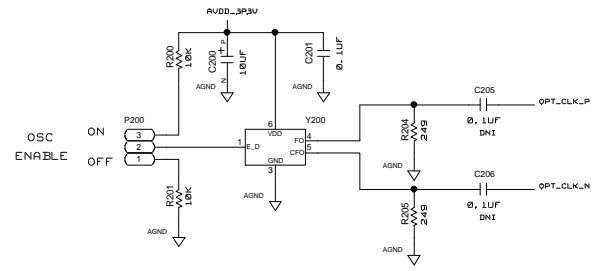 AVDD_3P3V
R200
10K
C200
P
N
10UF
C201
0.1UF
AGND
AGND
P200
Y200
OSC
ENABLE
ON
OFF
3
2
1
1
6
VDD
E_D
FO
4
CFO
5
GND
3
AGND
R201
10K
AGND
C205
0.1UF
DNI
OPT_CLK_P
R204
249
AGND
C206
0.1UF
DNI
OPT_CLK_N
R205
249
AGND